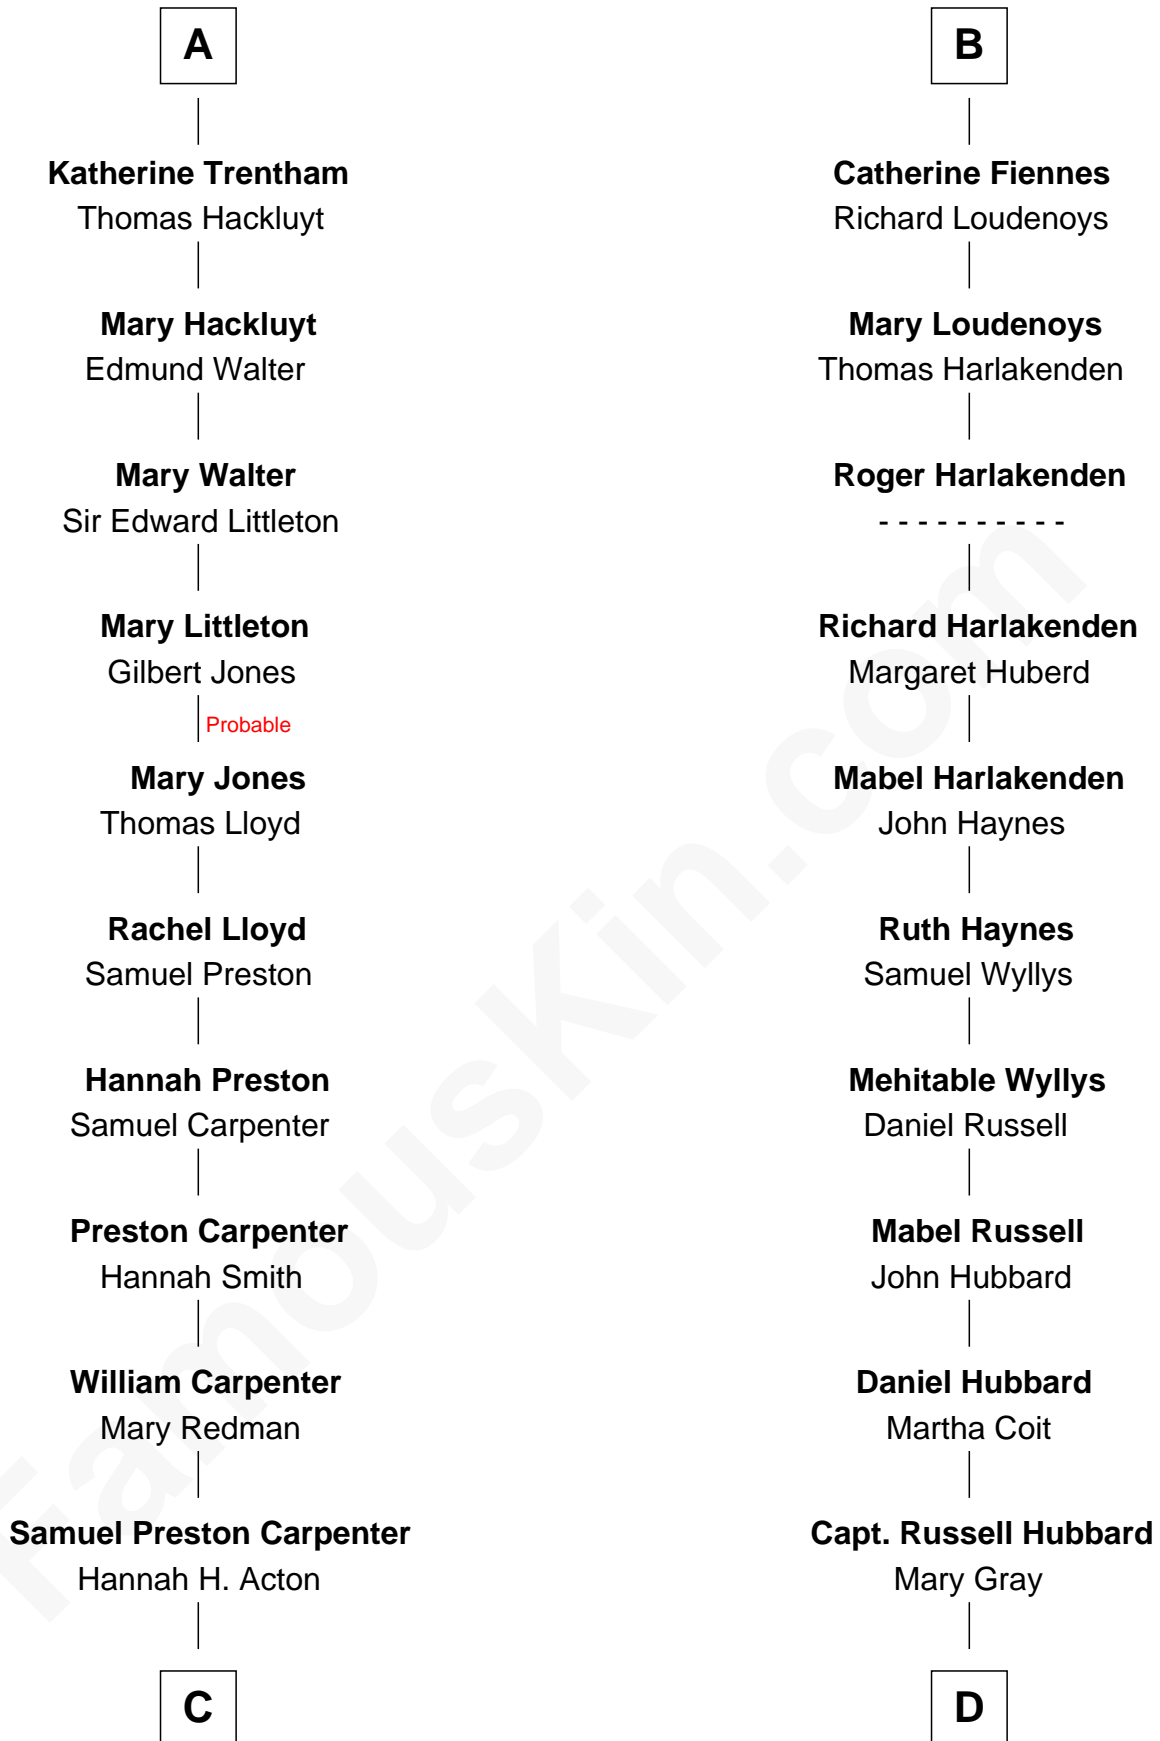 A
Katherine Trentham
Thomas Hackluyt
Mary Hackluyt
Edmund Walter
Mary Walter
Sir Edward Littleton
Mary Littleton
Gilbert Jones
Probable
Mary Jones
Thomas Lloyd
Rachel Lloyd
Samuel Preston
Hannah Preston
Samuel Carpenter
Preston Carpenter
Hannah Smith
William Carpenter
Mary Redman
Samuel Preston Carpenter
Hannah H. Acton
C
B
Catherine Fiennes
Richard Loudenoys
Mary Loudenoys
Thomas Harlakenden
Roger Harlakenden
- - - - - - - - - -
Richard Harlakenden
Margaret Huberd
Mabel Harlakenden
John Haynes
Ruth Haynes
Samuel Wyllys
Mehitable Wyllys
Daniel Russell
Mabel Russell
John Hubbard
Daniel Hubbard
Martha Coit
Capt. Russell Hubbard
Mary Gray
D
FamousKin.com